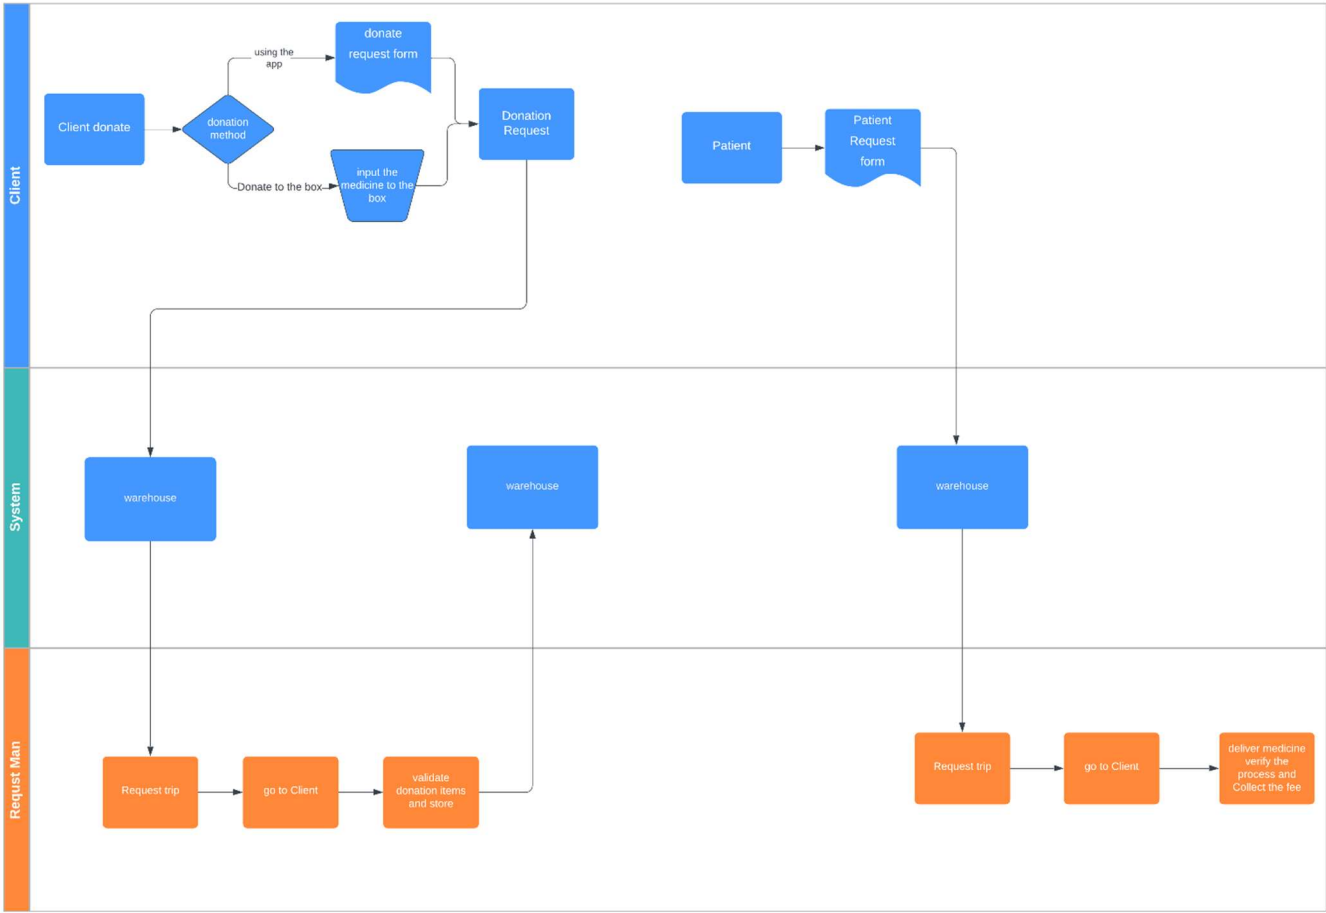 Client
Client donate
donation
method
using the
app
Donate to the box
donate
request form
input the
medicine to the
box
Donation
Request
Patient
Patient
Request
form
System
warehouse
warehouse
warehouse
Requst Man
Request trip
go to Client
validate
donation items
and store
Request trip
go to Client
deliver medicine
verify the
process and
Collect the fee